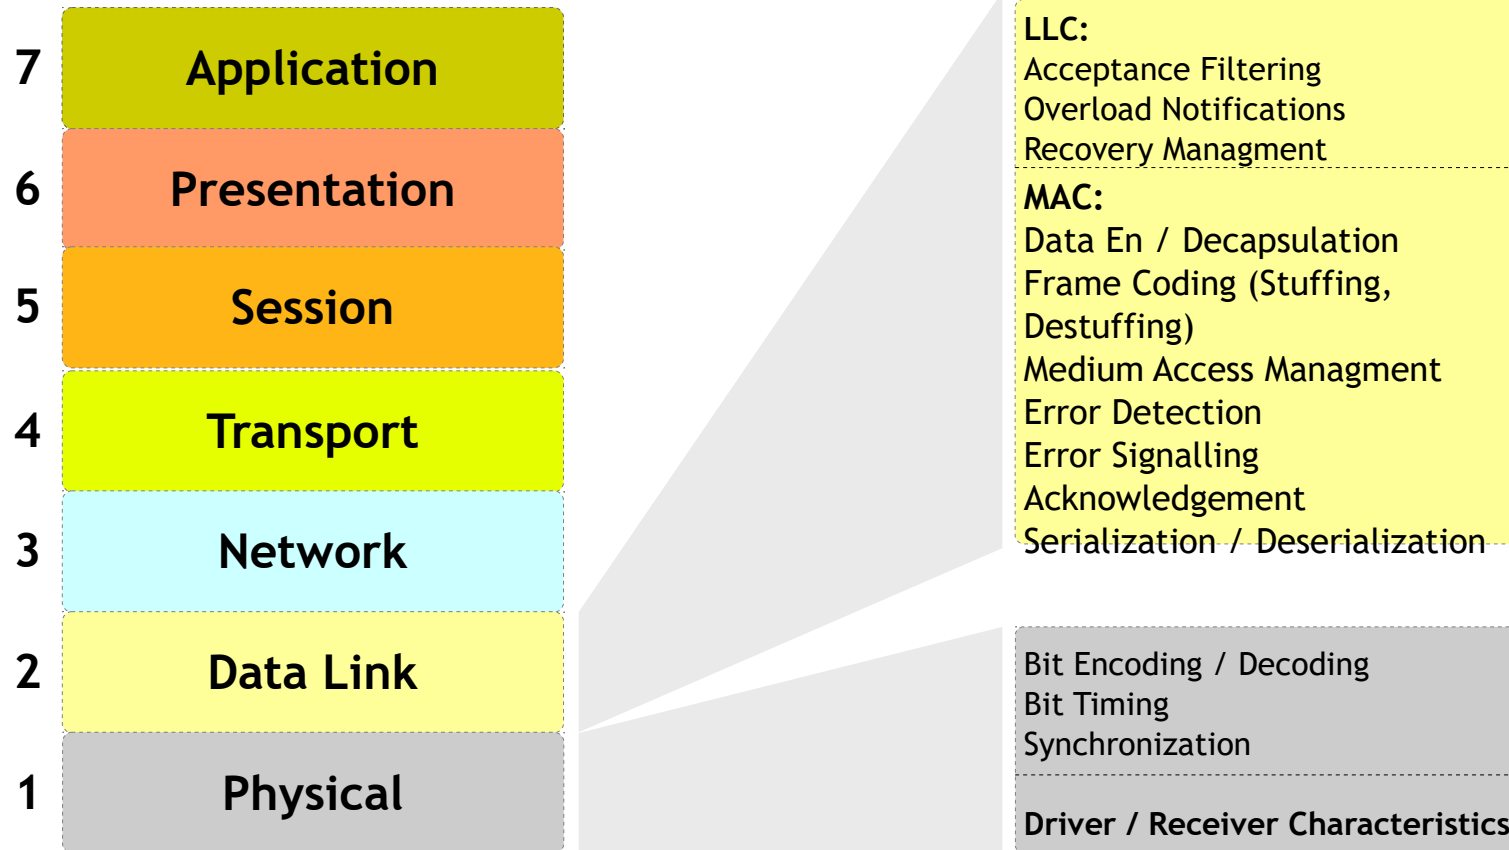 7 Application
6 Presentation
5 Session
4 Transport
3 Network
2 Data Link
1 Physical
LLC:
Acceptance Filtering
Overload Notifications
Recovery Managment
MAC:
Data En / Decapsulation
Frame Coding (Stuffing,
Destuffing)
Medium Access Managment
Error Detection
Error Signalling
Acknowledgement
Serialization / Deserialization
Bit Encoding / Decoding
Bit Timing
Synchronization
Driver / Receiver Characteristics